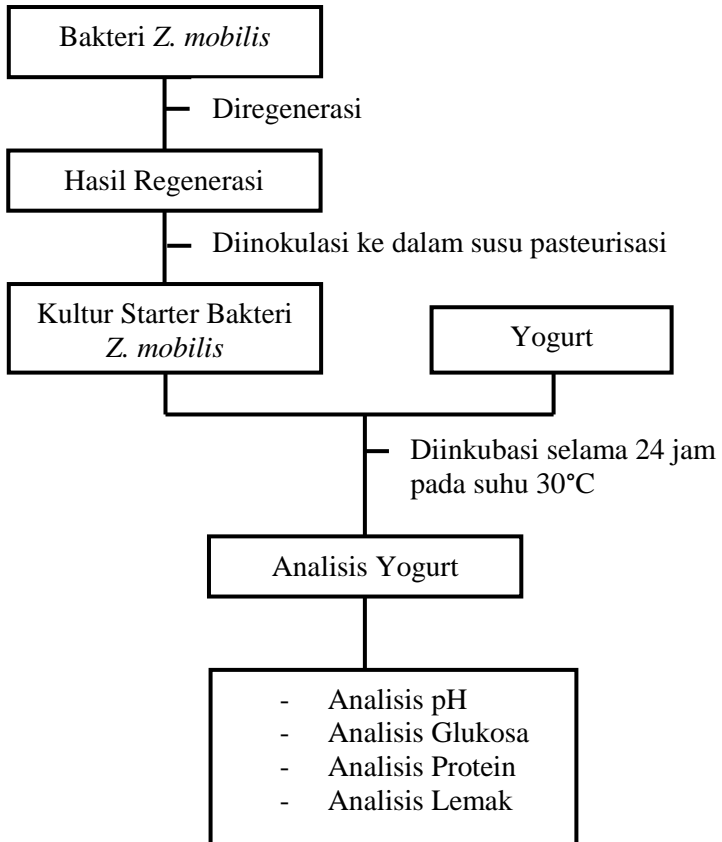 Bakteri Z. mobilis
Diregenerasi
Hasil Regenerasi
Diinokulasi ke dalam susu pasteurisasi
Kultur Starter Bakteri
Z. mobilis
Yogurt
Diinkubasi selama 24 jam
pada suhu 30°C
Analisis Yogurt
- Analisis pH
- Analisis Glukosa
- Analisis Protein
- Analisis Lemak